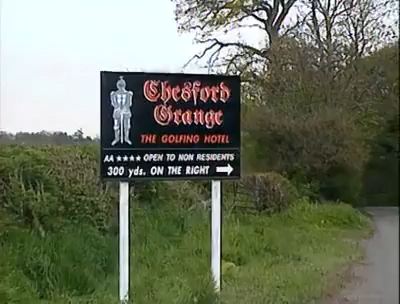 Chesford
Grange
THE GOLFING HOTEL
AA ★★★★ OPEN TO NON RESIDENTS
300 yds. ON THE RIGHT →